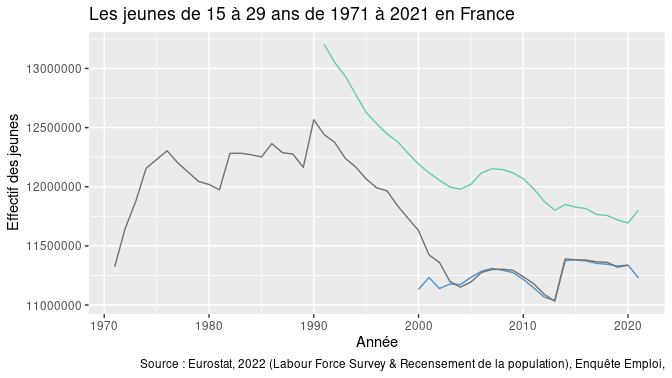 Les jeunes de 15 à 29 ans de 1971 à 2021 en France
Effectif des jeunes
13000000
12500000
12000000
11500000
11000000
1970
1980
1990
2000
2010
2020
Année
Source : Eurostat, 2022 (Labour Force Survey & Recensement de la population), Enquête Emploi,